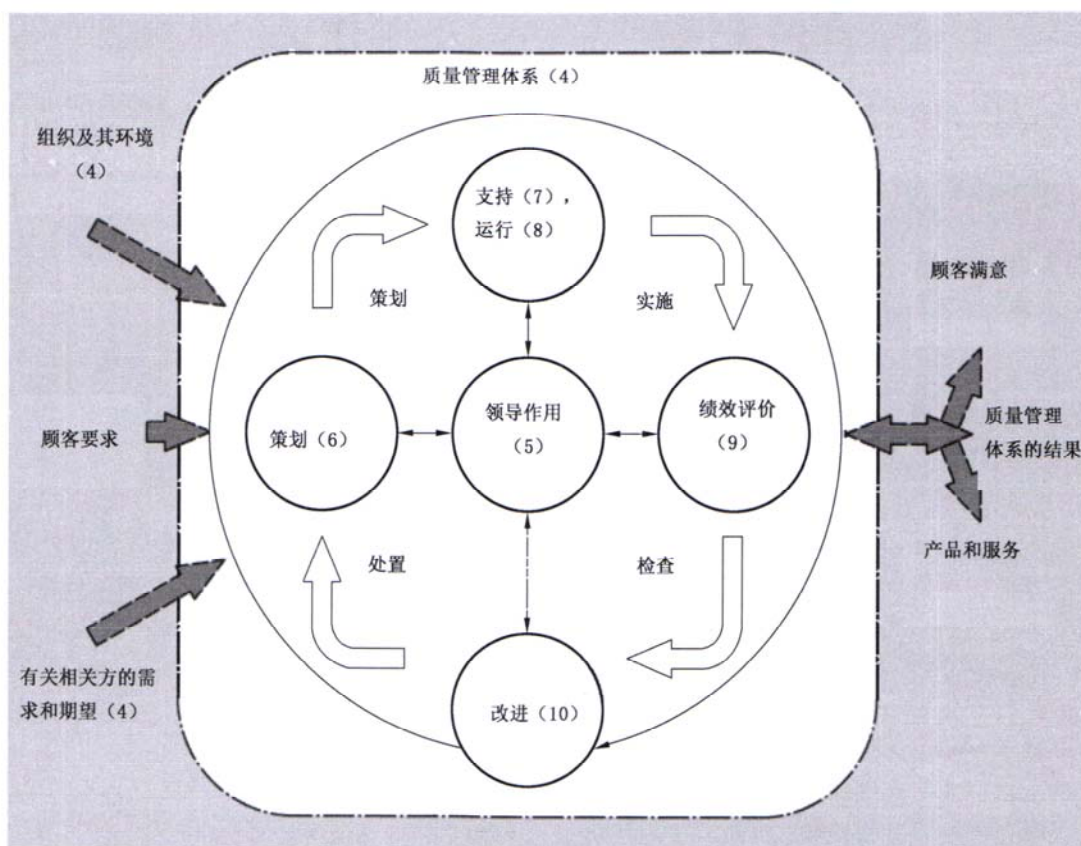 质量管理体系（4）
组织及其环境
（4）
支持（7），
运行（8）
策划
实施
顾客满意
顾客要求
策划（6）
领导作用
（5）
绩效评价
（9）
质量管理
体系的结果
处置
检查
产品和服务
有关相关方的需
求和期望（4）
改进（10）